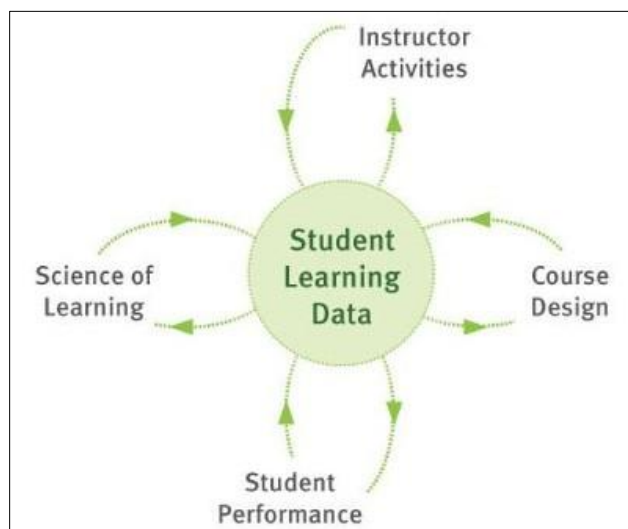 Instructor
Activities
Student
Learning
Data
Science of
Learning
Course
Design
Student
Performance